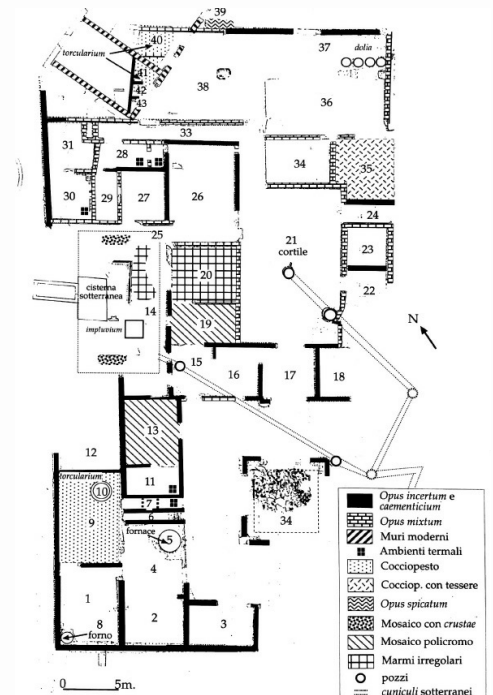 39
40
torcularium
41
42
43
37
dolia
38
36
33
31
28
34
35
30
29
27
26
24
25
23
21
cortile
22
cisterna
sotterranea
14
20
impluvium
19
N
15
16
17
18
13
12
torcularium
11
10
7
9
6
fornace
5
34
4
1
8
forno
2
3
0 5m.
Opus incertum e
caementicium
Opus mixtum
Muri moderni
Ambienti termali
Cocciopesto
Cocciop. con tessere
Opus spicatum
Mosaico con crustae
Mosaico policromo
Marmi irregolari
pozzi
cuniculi sotterranei